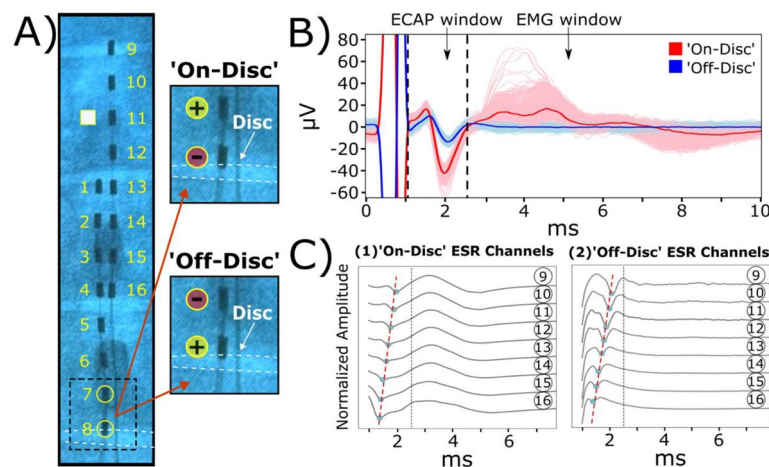 A)
9
10
11
12
1 13
2 14
3 15
4 16
5
6
7
8
'On-Disc'
+
Disc
-
'Off-Disc'
-
Disc
+
B)
ECAP window EMG window
'On-Disc'
'Off-Disc'
µV
80
60
40
20
0
-20
-40
-60
0 2 4 6 8 10
ms
C)
(1)'On-Disc' ESR Channels
Normalized Amplitude
9
10
11
12
13
14
15
16
2 4 6
ms
(2)'Off-Disc' ESR Channels
9
10
11
12
13
14
15
16
2 4 6
ms